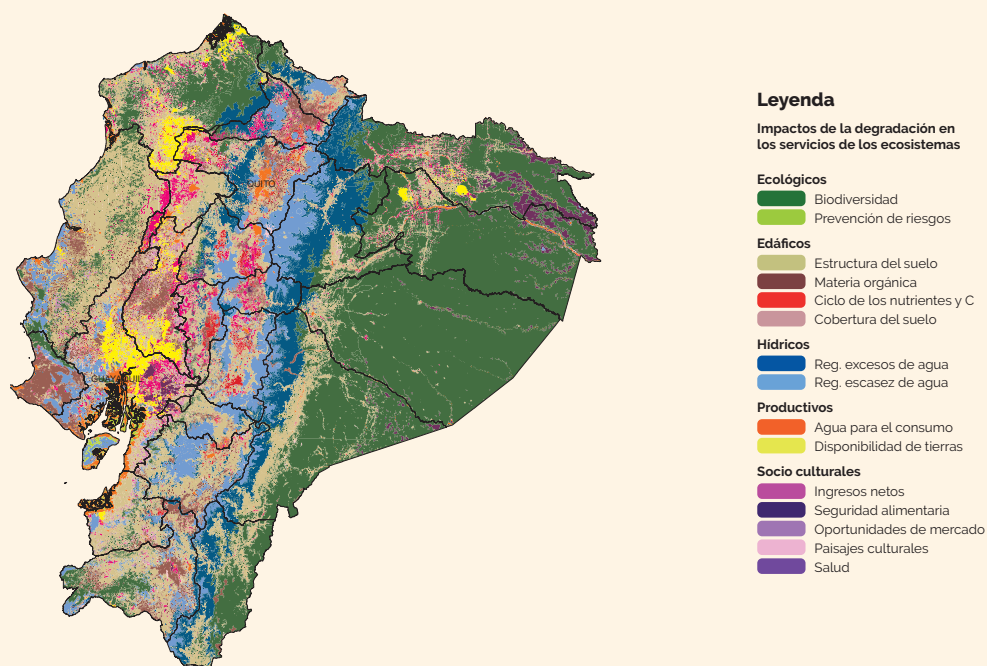 QUITO
GUAYAQUIL
Leyenda
Impactos de la degradación en
los servicios de los ecosistemas
Ecológicos
Biodiversidad
Prevención de riesgos
Edáficos
Estructura del suelo
Materia orgánica
Ciclo de los nutrientes y C
Cobertura del suelo
Hídricos
Reg. excesos de agua
Reg. escasez de agua
Productivos
Agua para el consumo
Disponibilidad de tierras
Socio culturales
Ingresos netos
Seguridad alimentaria
Oportunidades de mercado
Paisajes culturales
Salud